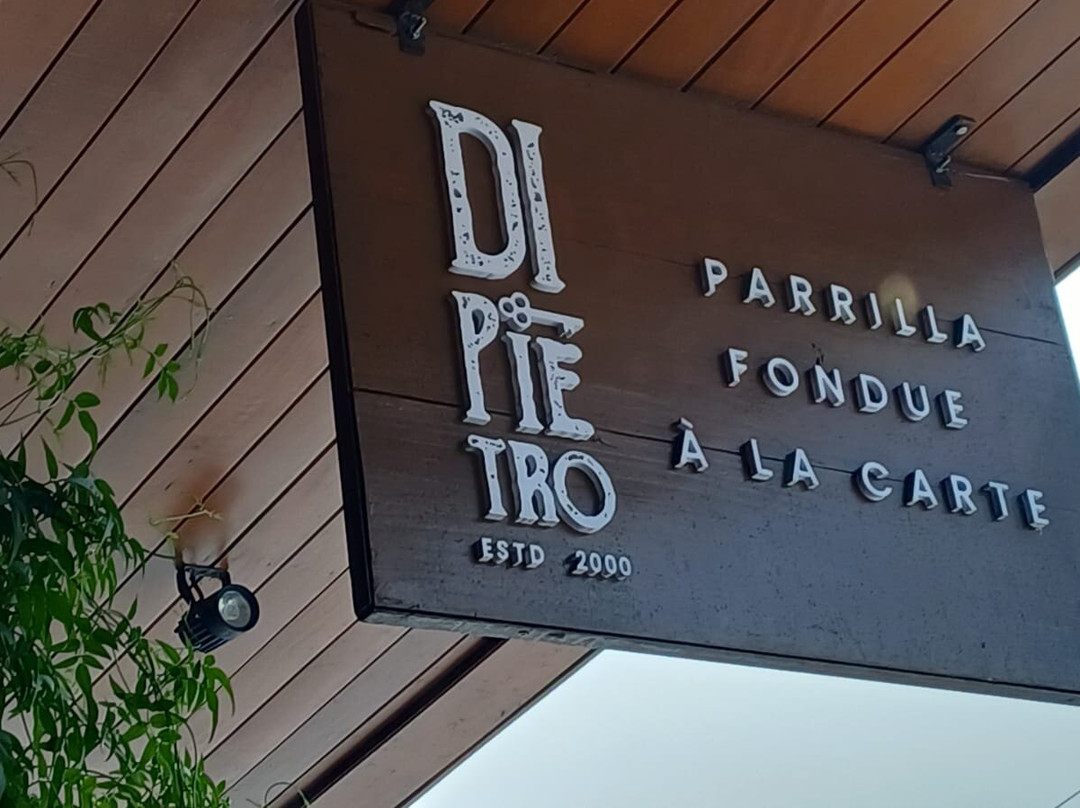 DI
PIE
TRO
ESTD 2000
PARRILLA
FONDUE
À LA CARTE